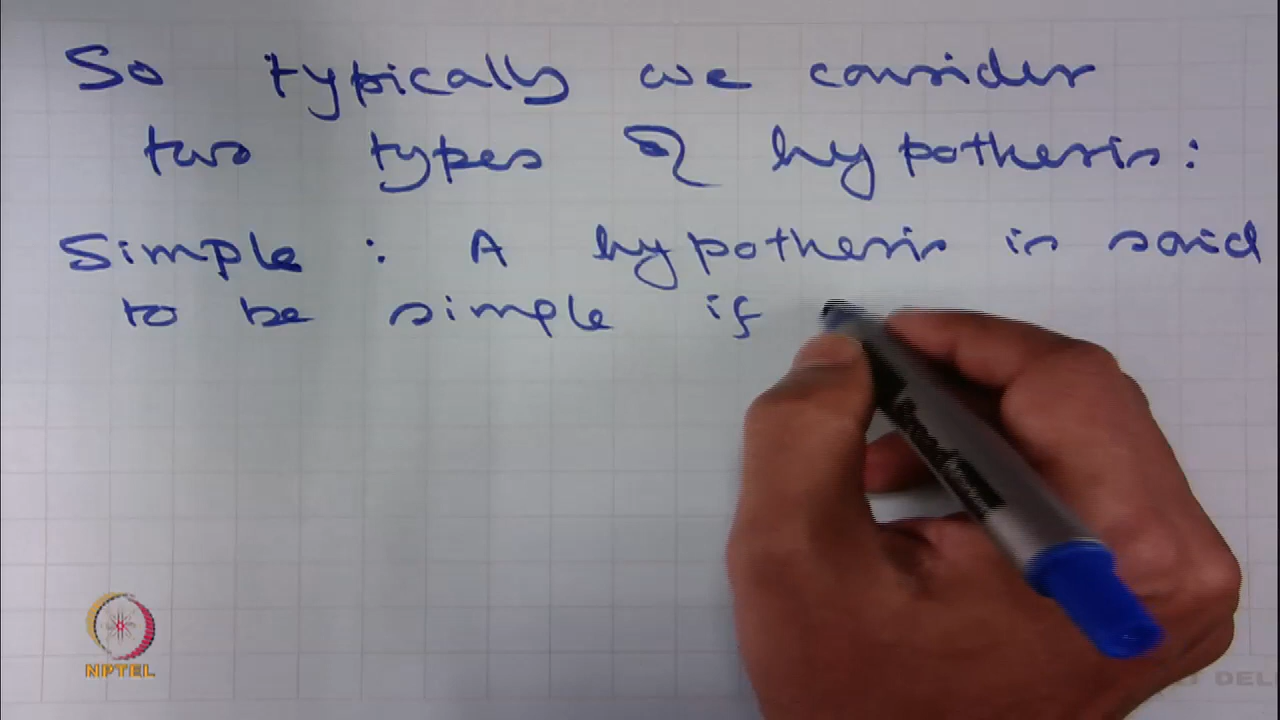 So typically we consider
two types of hypothesis:
Simple : A hypothesis is said
to be simple if
NPTEL